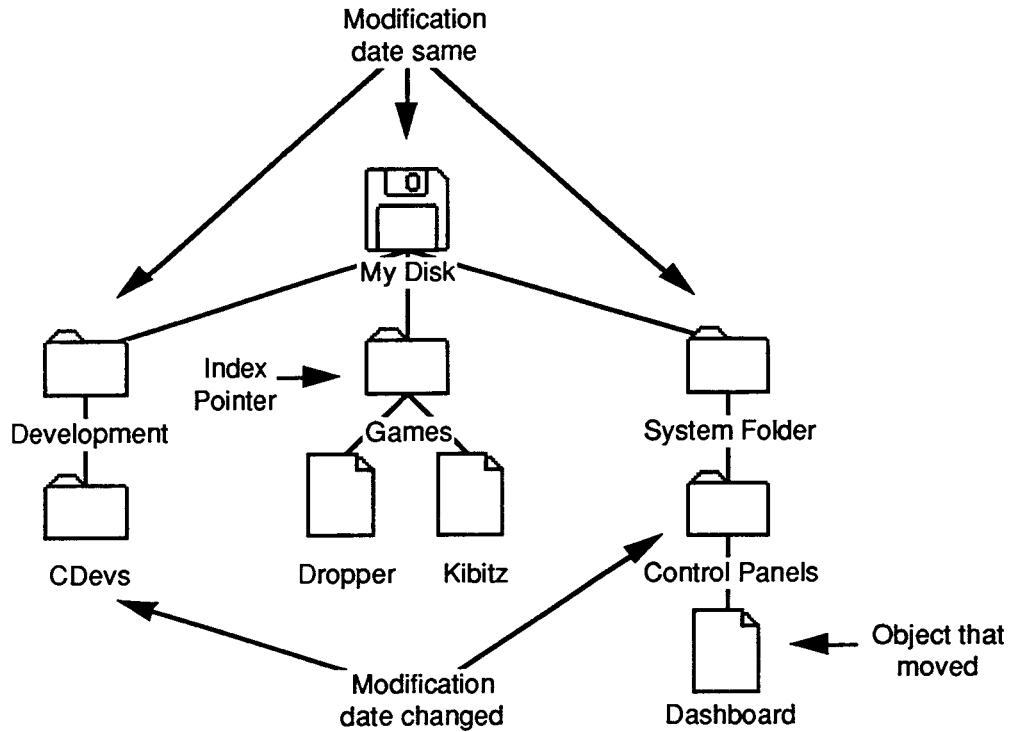 Modification
date same
My Disk
Index
Pointer
Development
Games
System Folder
CDevs
Dropper
Kibitz
Control Panels
Object that
moved
Modification
date changed
Dashboard